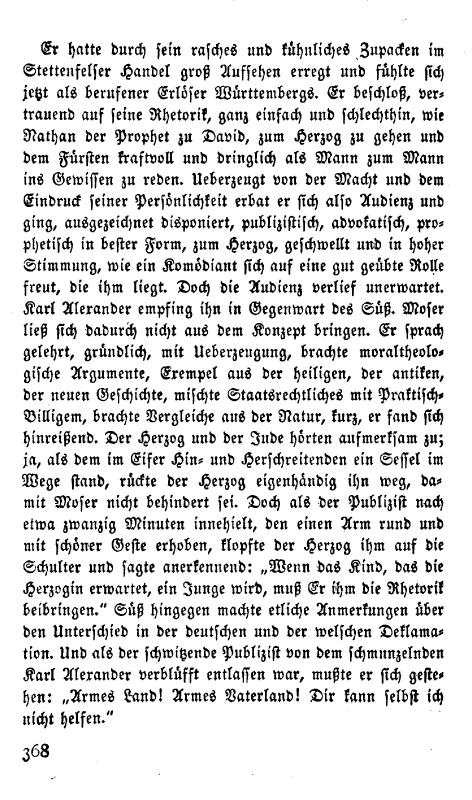 Er hatte durch sein rasches und kühnliches Zupacken im
Stettenfelser Handel groß Aufsehen erregt und fühlte sich
jetzt als berufener Erlöser Württembergs. Er beschloß, ver-
trauend auf seine Rhetorik, ganz einfach und schlechthin, wie
Nathan der Prophet zu David, zum Herzog zu gehen und
dem Fürsten kraftvoll und dringlich als Mann zum Mann
ins Gewissen zu reden. Ueberzeugt von der Macht und dem
Eindruck seiner Persönlichkeit erbat er sich also Audienz und
ging, ausgezeichnet disponiert, publizistisch, advokatisch, pro-
phetisch in bester Form, zum Herzog, geschwellt und in hoher
Stimmung, wie ein Komödiant sich auf eine gut geübte Rolle
freut, die ihm liegt. Doch die Audienz verlief unerwartet.
Karl Alexander empfing ihn in Gegenwart des Süß. Moser
ließ sich dadurch nicht aus dem Konzept bringen. Er sprach
gelehrt, gründlich, mit Ueberzeugung, brachte moraltheolo-
gische Argumente, Exempel aus der heiligen, der antiken,
der neuen Geschichte, mischte Staatsrechtliches mit Praktisch-
Billigem, brachte Vergleiche aus der Natur, kurz, er fand sich
hinreißend. Der Herzog und der Jude hörten aufmerksam zu;
ja, als dem im Eifer Hin- und Herschreitenden ein Sessel im
Wege stand, rückte der Herzog eigenhändig ihn weg, da-
mit Moser nicht behindert sei. Doch als der Publizist nach
etwa zwanzig Minuten innehielt, den einen Arm rund und
mit schöner Geste erhoben, klopfte der Herzog ihm auf die
Schulter und sagte anerkennend: „Wenn das Kind, das die
Herzogin erwartet, ein Junge wird, muß Er ihm die Rhetorik
beibringen.“ Süß hingegen machte etliche Anmerkungen über
den Unterschied in der deutschen und der welschen Deklama-
tion. Und als der schwitzende Publizist von dem schmunzelnden
Karl Alexander verblüfft entlassen war, mußte er sich geste-
hen: „Armes Land! Armes Vaterland! Dir kann selbst ich
nicht helfen.“
368